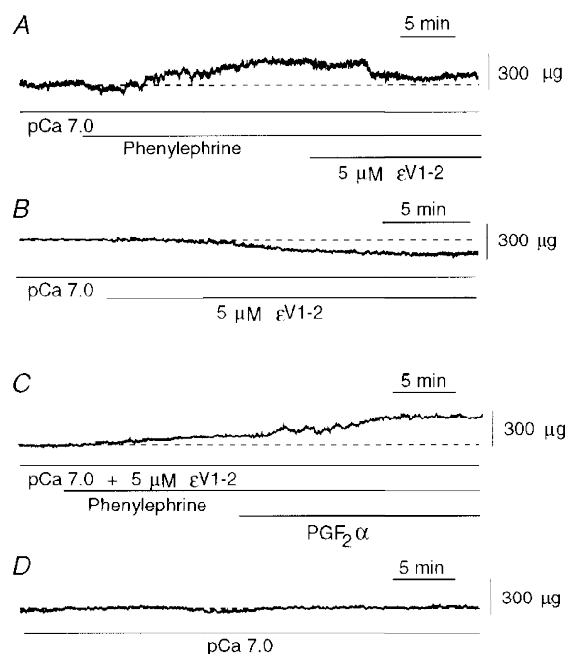 A
5 min
300 μg
pCa 7.0
Phenylephrine
5 μM εV1-2
B
5 min
300 μg
pCa 7.0
5 μM εV1-2
C
5 min
300 μg
pCa 7.0 + 5 μM εV1-2
Phenylephrine
PGF₂α
D
5 min
300 μg
pCa 7.0